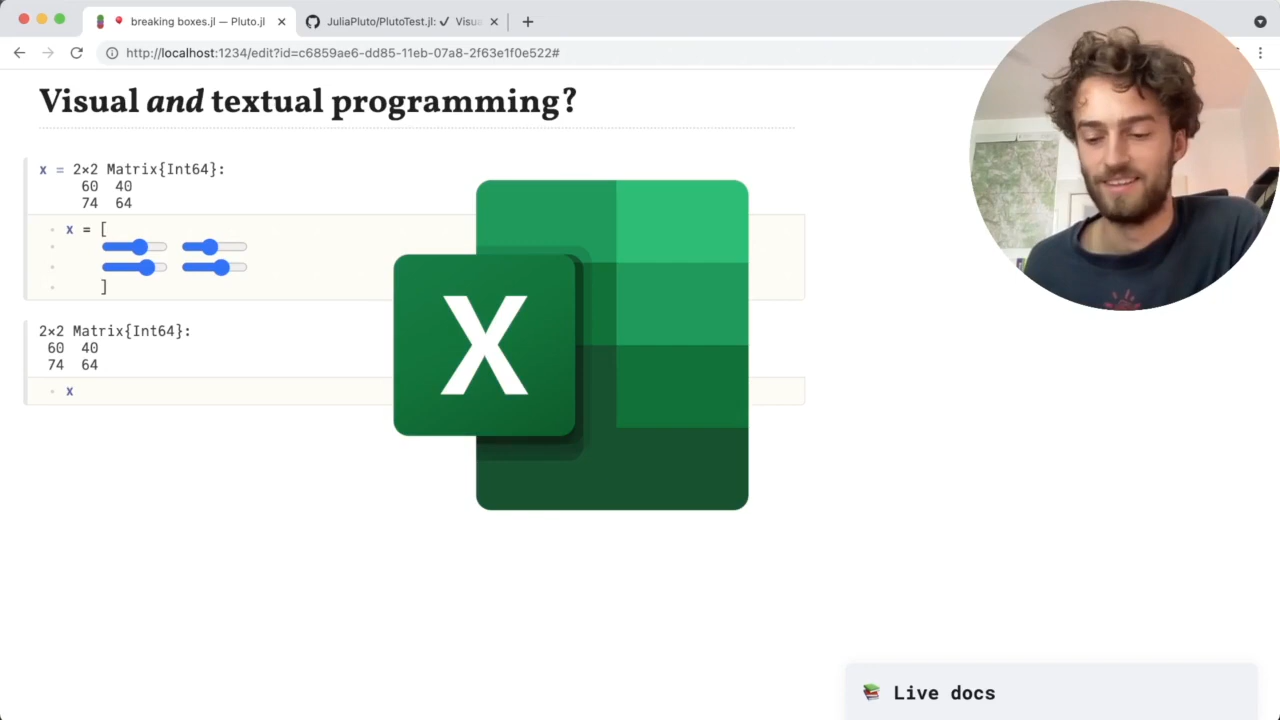 breaking boxes.jl — Pluto.jl
JuliaPluto/PlutoTest.jl: ✔ Visua
http://localhost:1234/edit?id=c6859ae6-dd85-11eb-07a8-2f63e1f0e522#
Visual and textual programming?
x = 2×2 Matrix{Int64}:
60 40
74 64
x = [
]
2×2 Matrix{Int64}:
60 40
74 64
x
X
Live docs